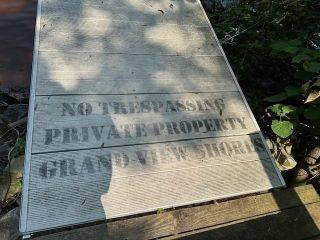 NO TRESPASSING
PRIVATE PROPERTY
GRAND VIEW SHORES